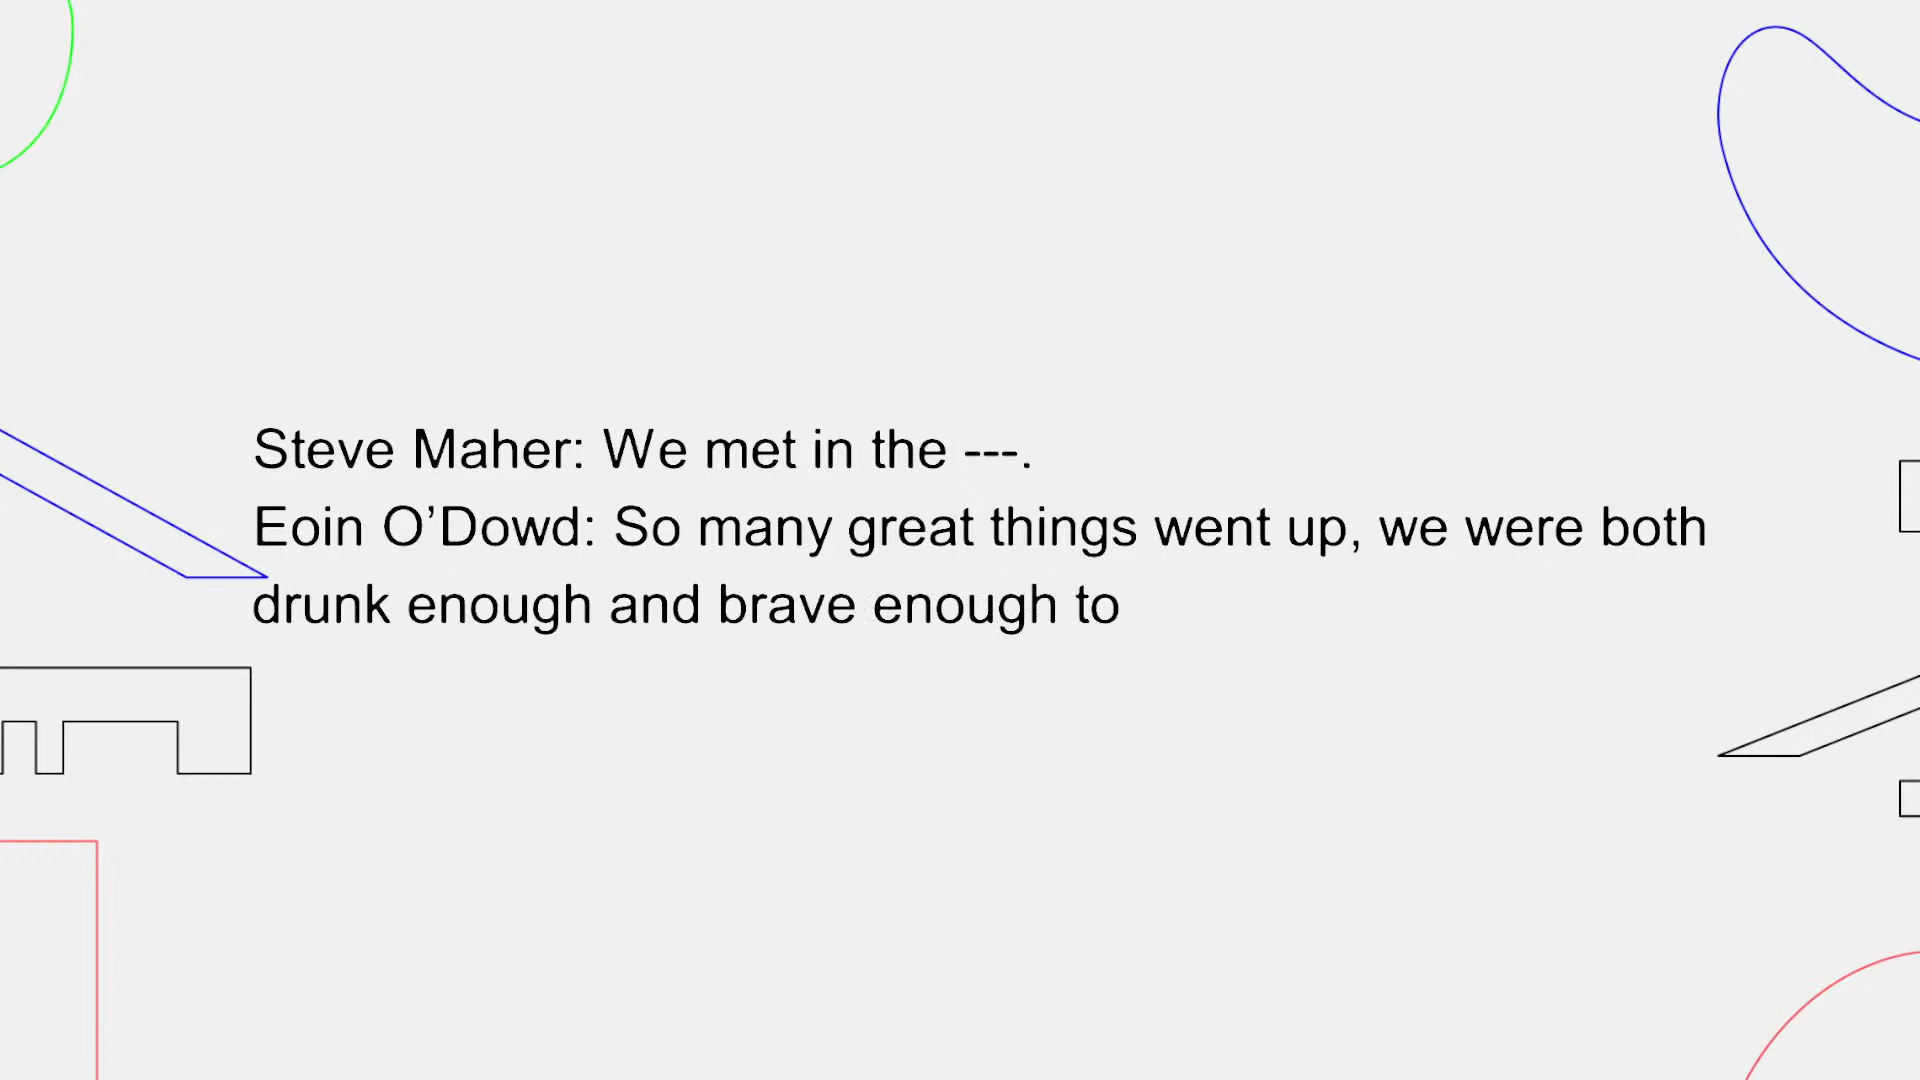 Steve Maher: We met in the ---.
Eoin O’Dowd: So many great things went up, we were both
drunk enough and brave enough to